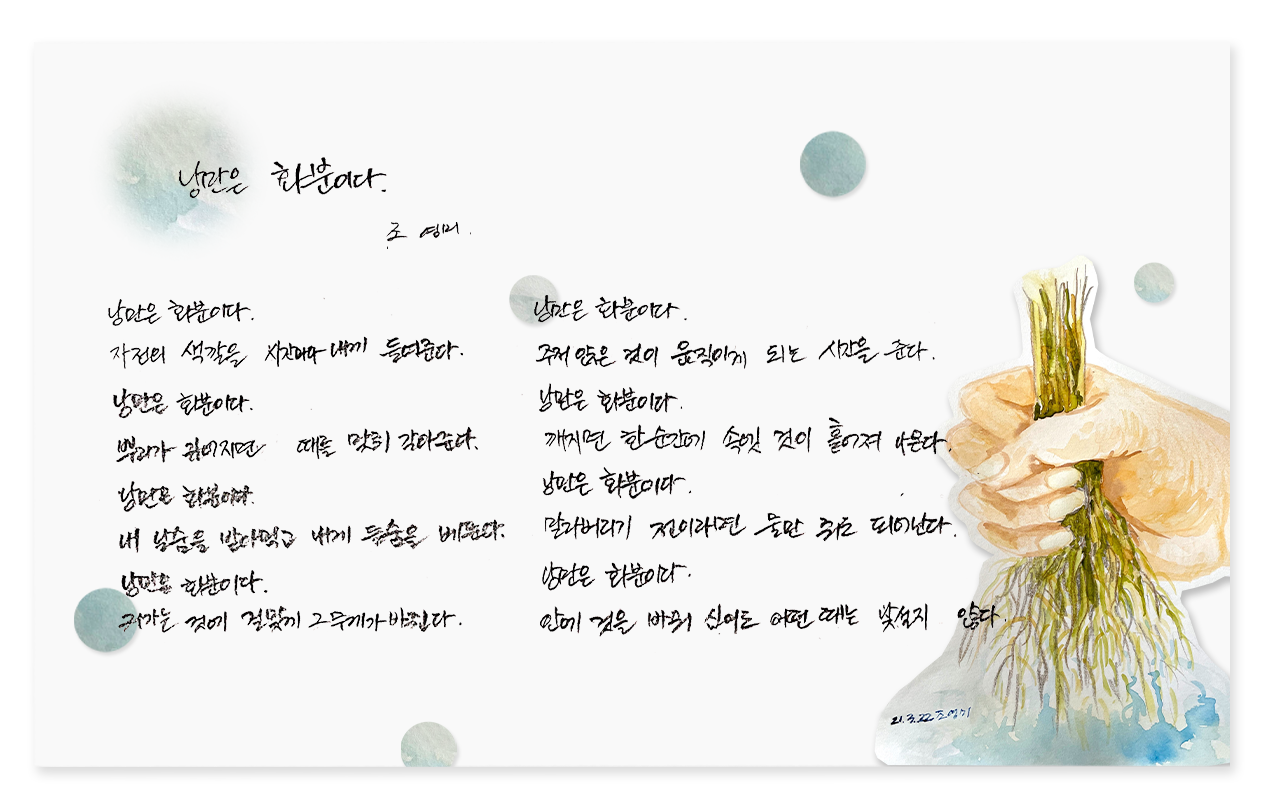 낭만은 화분이다.
조 영미.
낭만은 화분이다.
자전의 색깔을 시간마다 내게 들려준다.
낭만은 화분이다.
뿌리가 굵어지면 때를 맞춰 갈아준다.
낭만은 화분이다.
내 날숨을 받아먹고 내게 들숨을 베푼다.
낭만은 화분이다.
커가는 것에 걸맞게 그 무게가 바뀐다.
낭만은 화분이다.
주저 앉은 것이 움직이게 되는 시간을 준다.
낭만은 화분이다.
깨지면 한순간에 속엣 것이 흩어져 나온다.
낭만은 화분이다.
말라버리기 전이라면 물만 줘도 피어난다.
낭만은 화분이다.
안에 것을 바꿔 심어도 어떤 때는 낯설지 않다.
21.3.22 조영미